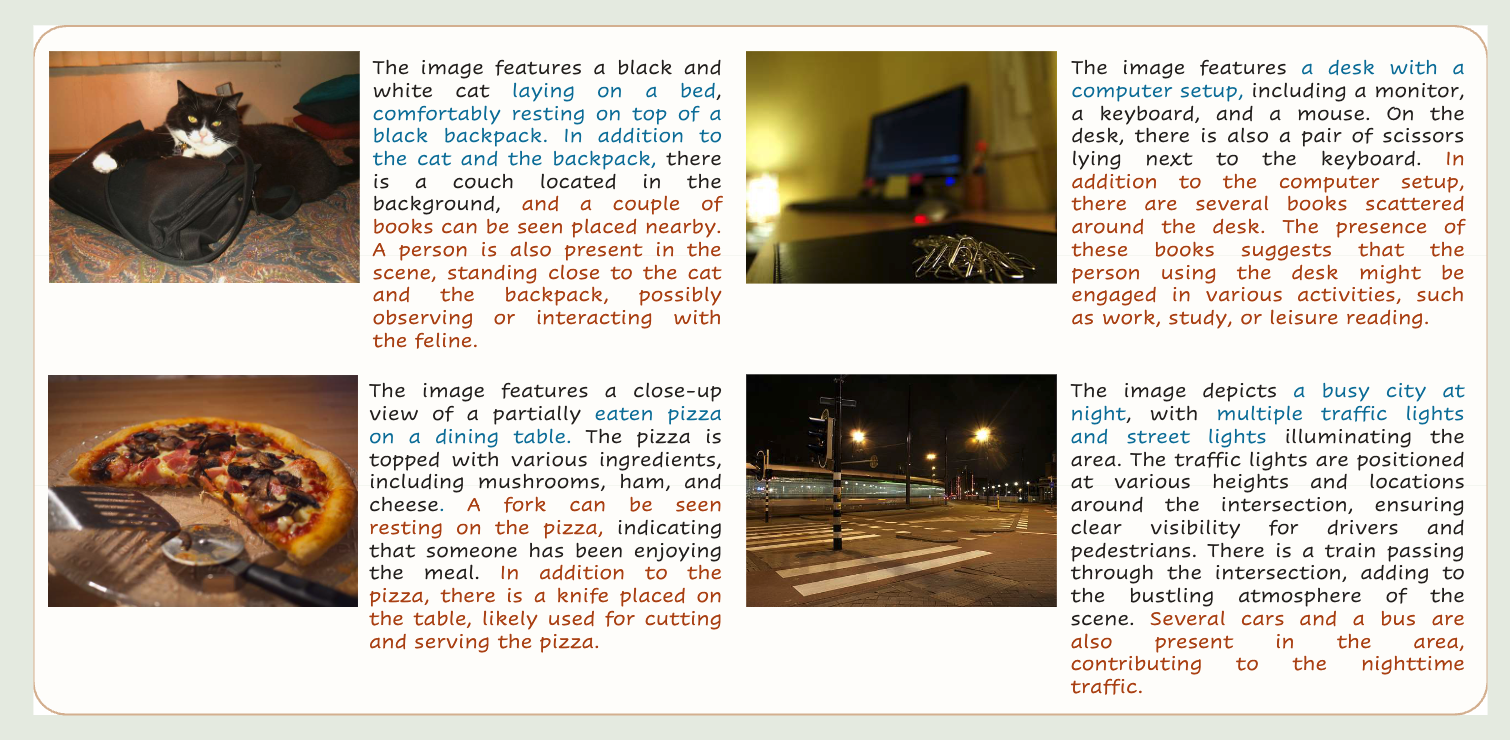 The image features a black and
white cat laying on a bed,
comfortably resting on top of a
black backpack. In addition to
the cat and the backpack, there
is a couch located in the
background, and a couple of
books can be seen placed nearby.
A person is also present in the
scene, standing close to the cat
and the backpack, possibly
observing or interacting with
the feline.
The image features a desk with a
computer setup, including a monitor,
a keyboard, and a mouse. On the
desk, there is also a pair of scissors
lying next to the keyboard. In
addition to the computer setup,
there are several books scattered
around the desk. The presence of
these books suggests that the
person using the desk might be
engaged in various activities, such
as work, study, or leisure reading.
The image features a close-up
view of a partially eaten pizza
on a dining table. The pizza is
topped with various ingredients,
including mushrooms, ham, and
cheese. A fork can be seen
resting on the pizza, indicating
that someone has been enjoying
the meal. In addition to the
pizza, there is a knife placed on
the table, likely used for cutting
and serving the pizza.
The image depicts a busy city at
night, with multiple traffic lights
and street lights illuminating the
area. The traffic lights are positioned
at various heights and locations
around the intersection, ensuring
clear visibility for drivers and
pedestrians. There is a train passing
through the intersection, adding to
the bustling atmosphere of the
scene. Several cars and a bus are
also present in the area,
contributing to the nighttime
traffic.